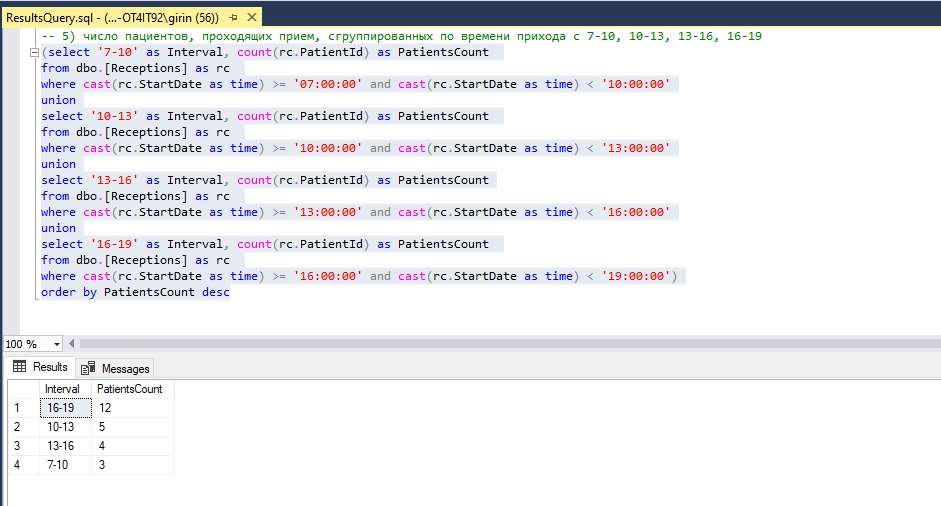 ResultsQuery.sql - (...-OT4IT92\girin (56))
-- 5) число пациентов, проходящих прием, сгруппированных по времени прихода с 7-10, 10-13, 13-16, 16-19
(select '7-10' as Interval, count(rc.PatientId) as PatientsCount
from dbo.[Receptions] as rc
where cast(rc.StartDate as time) >= '07:00:00' and cast(rc.StartDate as time) < '10:00:00'
union
select '10-13' as Interval, count(rc.PatientId) as PatientsCount
from dbo.[Receptions] as rc
where cast(rc.StartDate as time) >= '10:00:00' and cast(rc.StartDate as time) < '13:00:00'
union
select '13-16' as Interval, count(rc.PatientId) as PatientsCount
from dbo.[Receptions] as rc
where cast(rc.StartDate as time) >= '13:00:00' and cast(rc.StartDate as time) < '16:00:00'
union
select '16-19' as Interval, count(rc.PatientId) as PatientsCount
from dbo.[Receptions] as rc
where cast(rc.StartDate as time) >= '16:00:00' and cast(rc.StartDate as time) < '19:00:00')
order by PatientsCount desc
100 %
Results Messages
Interval PatientsCount
1 16-19 12
2 10-13 5
3 13-16 4
4 7-10 3